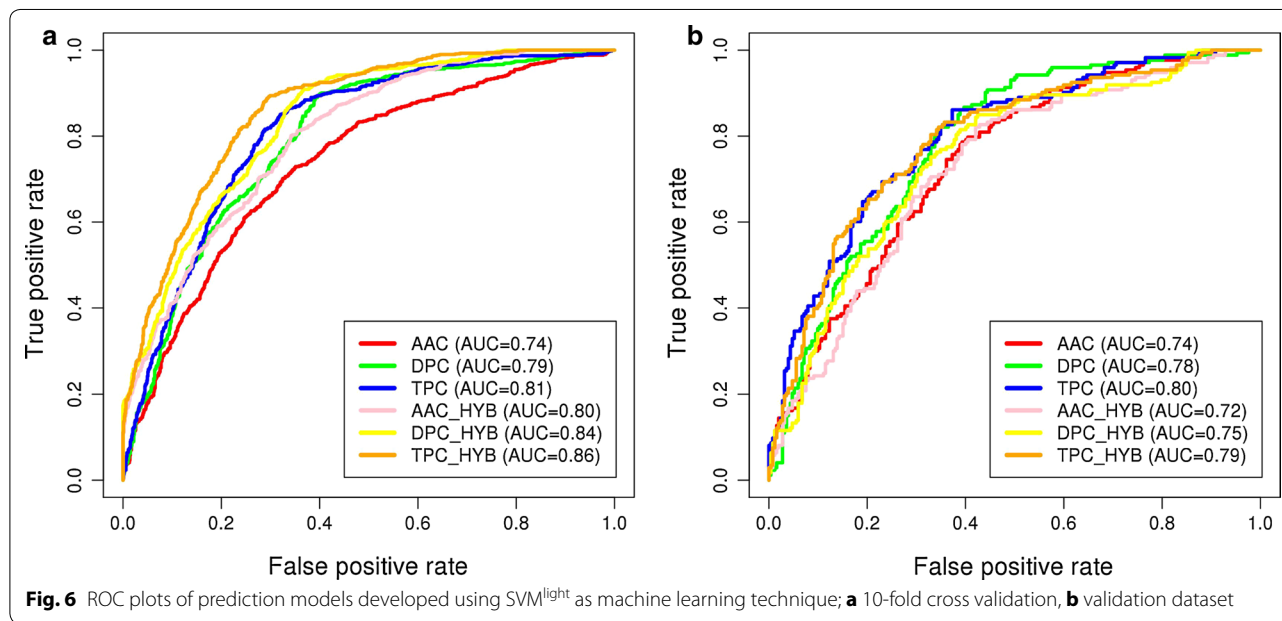 a
True positive rate
1.0
0.8
0.6
0.4
0.2
0.0
AAC (AUC=0.74)
DPC (AUC=0.79)
TPC (AUC=0.81)
AAC_HYB (AUC=0.80)
DPC_HYB (AUC=0.84)
TPC_HYB (AUC=0.86)
0.0 0.2 0.4 0.6 0.8 1.0
False positive rate
b
True positive rate
1.0
0.8
0.6
0.4
0.2
0.0
AAC (AUC=0.74)
DPC (AUC=0.78)
TPC (AUC=0.80)
AAC_HYB (AUC=0.72)
DPC_HYB (AUC=0.75)
TPC_HYB (AUC=0.79)
0.0 0.2 0.4 0.6 0.8 1.0
False positive rate
Fig. 6 ROC plots of prediction models developed using SVMlight as machine learning technique; a 10-fold cross validation, b validation dataset